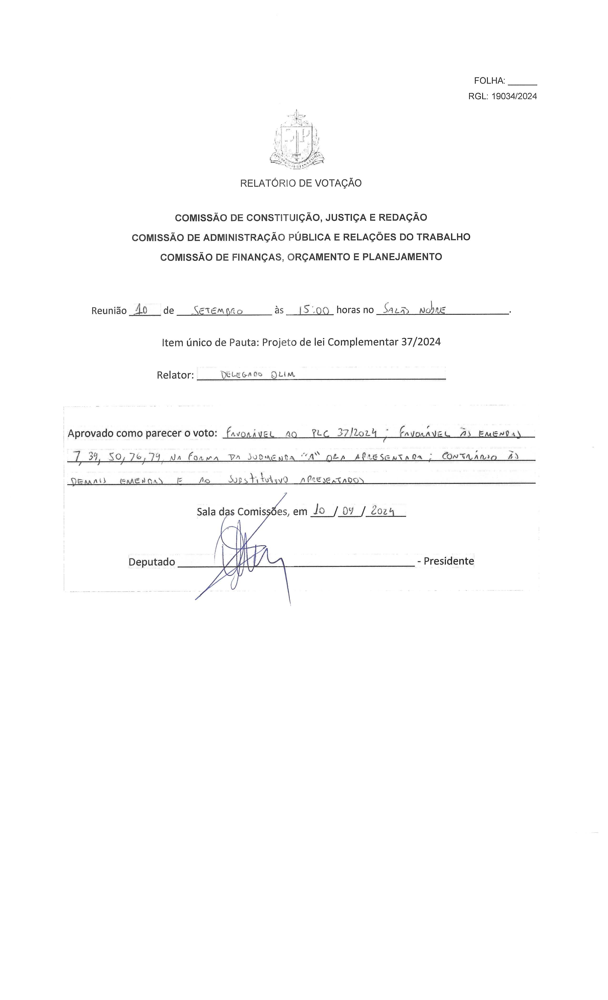 FOLHA: ______
RGL: 19034/2024
RELATÓRIO DE VOTAÇÃO
COMISSÃO DE CONSTITUIÇÃO, JUSTIÇA E REDAÇÃO
COMISSÃO DE ADMINISTRAÇÃO PÚBLICA E RELAÇÕES DO TRABALHO
COMISSÃO DE FINANÇAS, ORÇAMENTO E PLANEJAMENTO
Reunião 10 de SETEMBRO às 15:00 horas no SALÃO NOBRE.
Item único de Pauta: Projeto de lei Complementar 37/2024
Relator: DELEGADO OLIM
Aprovado como parecer o voto: FAVORÁVEL AO PLC 37/2024; FAVORÁVEL ÀS EMENDAS
7, 39, 50, 76, 79, NA FORMA DA SUBMENDA "A" ORA APRESENTADA; CONTRÁRIO ÀS
DEMAIS EMENDAS E AO SUBSTITUTIVO APRESENTADOS
Sala das Comissões, em 10 / 09 / 2024
Deputado ______ - Presidente